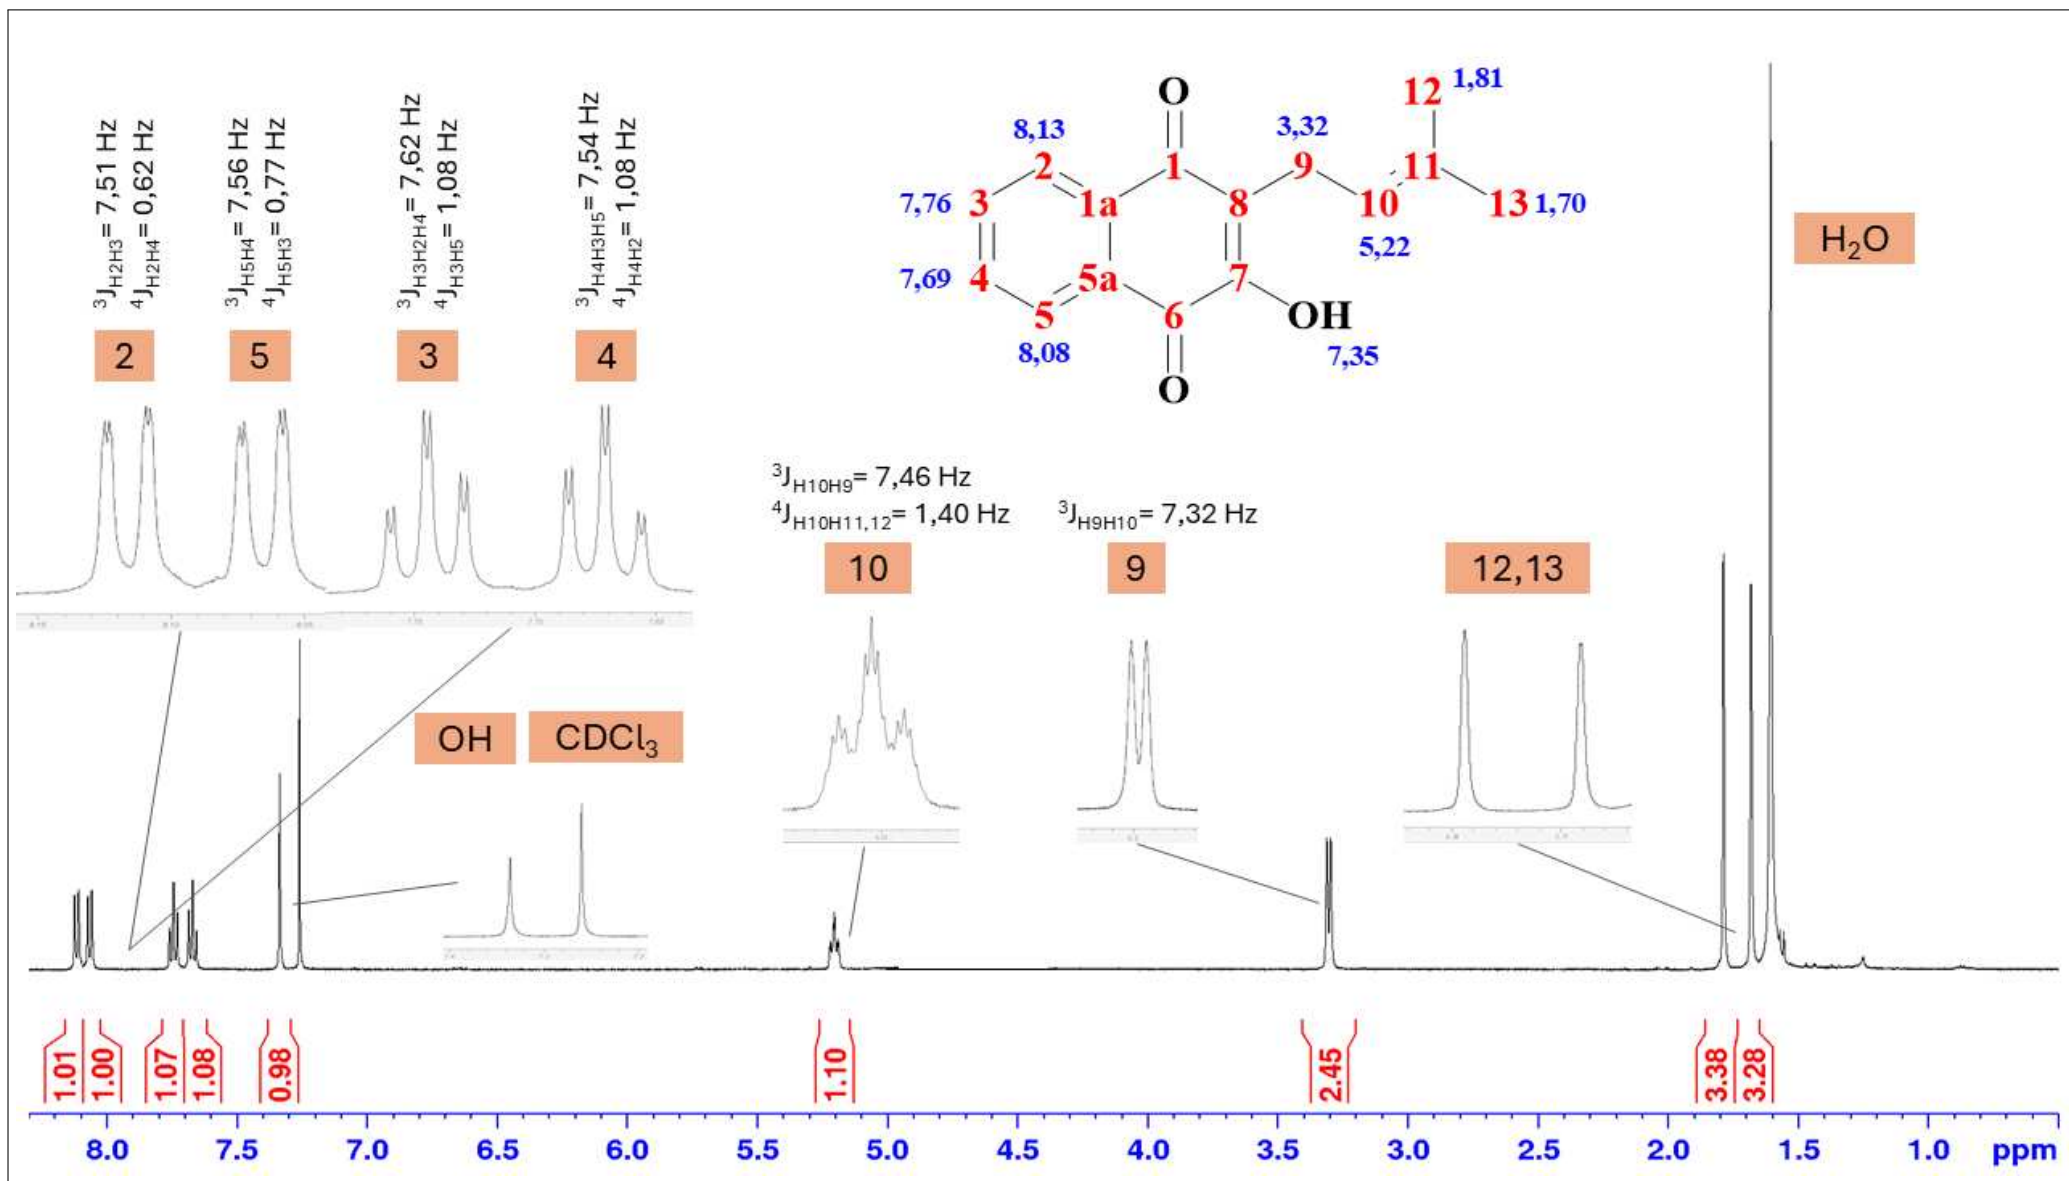 ³J_H2H3= 7,51 Hz
⁴J_H2H4= 0,62 Hz
³J_H5H4= 7,56 Hz
⁴J_H5H3= 0,77 Hz
³J_H3H2H4= 7,62 Hz
⁴J_H3H5= 1,08 Hz
³J_H4H3H5= 7,54 Hz
⁴J_H4H2= 1,08 Hz
2
5
3
4
O
12 1,81
8,13
3,32
2
1
9
11
7,76 3
1a
8
10
13 1,70
5,22
7,69 4
5a
7
5
6
OH
8,08
7,35
O
H₂O
³J_H10H9= 7,46 Hz
⁴J_H10H11,12= 1,40 Hz
³J_H9H10= 7,32 Hz
10
9
12,13
OH
CDCl₃
1.01
1.00
1.07
1.08
0.98
1.10
2.45
3.38
3.28
8.0 7.5 7.0 6.5 6.0 5.5 5.0 4.5 4.0 3.5 3.0 2.5 2.0 1.5 1.0 ppm